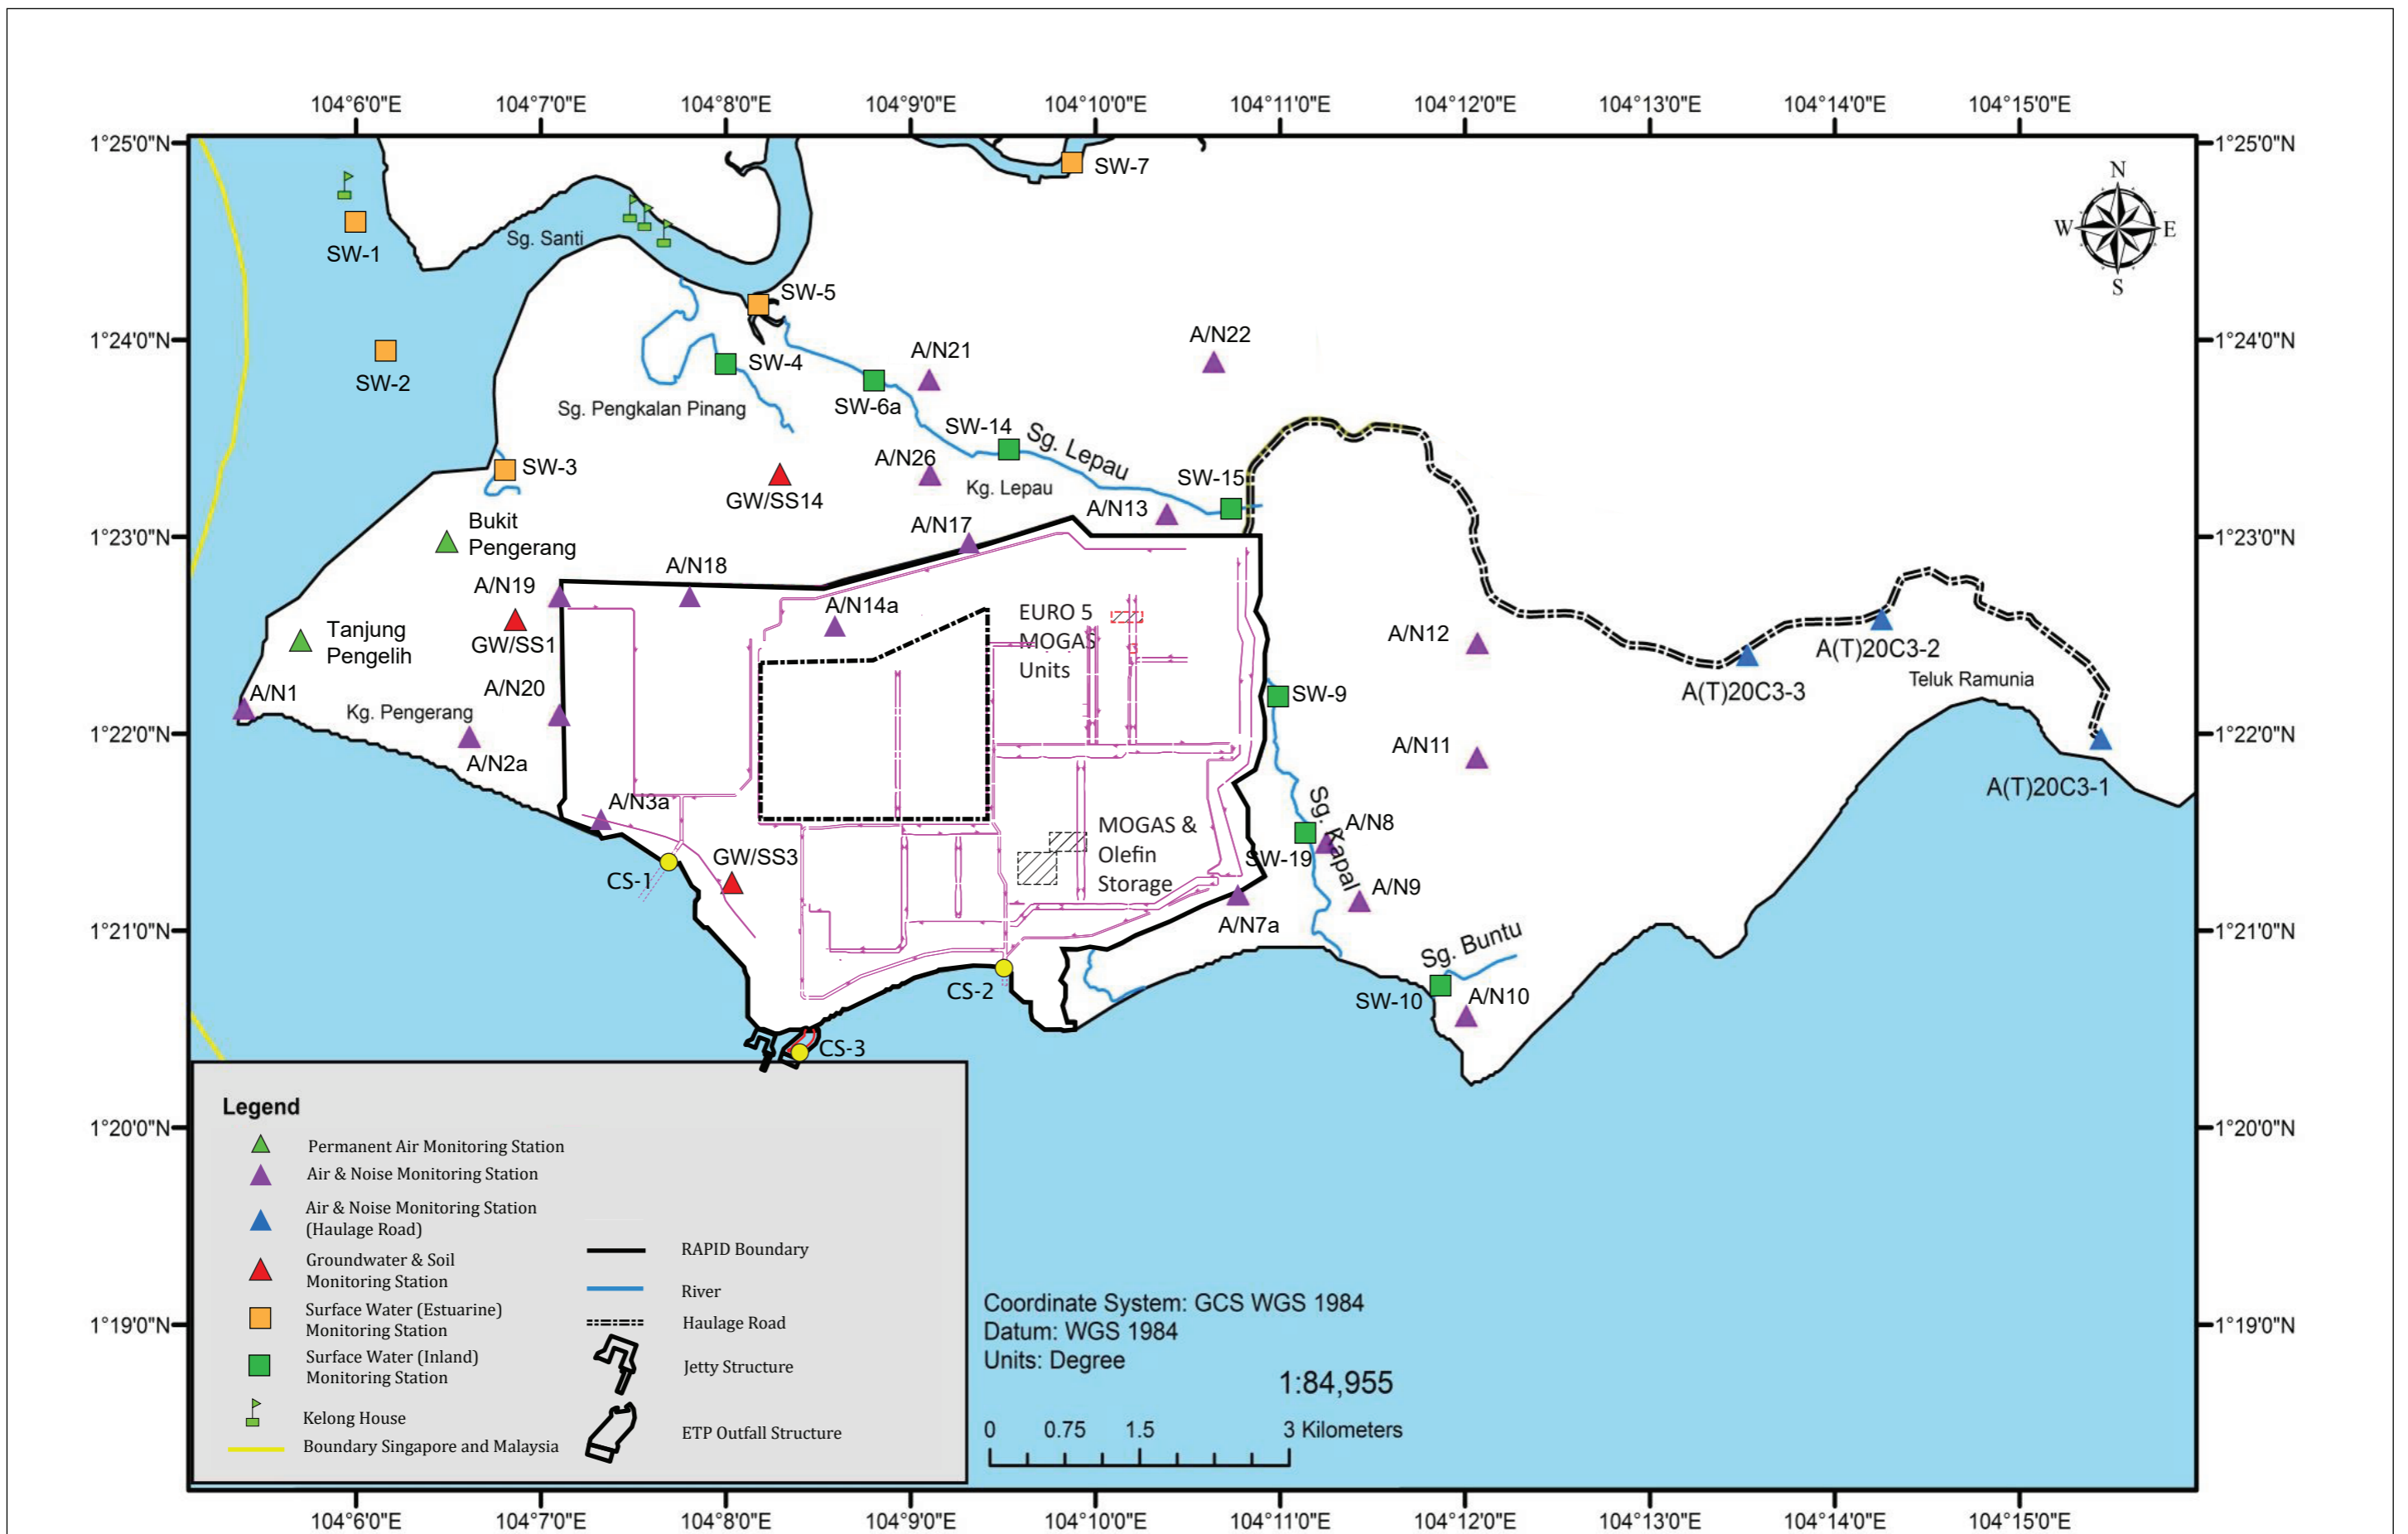 104°6'0"E
104°7'0"E
104°8'0"E
104°9'0"E
104°10'0"E
104°11'0"E
104°12'0"E
104°13'0"E
104°14'0"E
104°15'0"E
1°25'0"N
1°25'0"N
SW-7
N
W
E
S
SW-1
Sg. Santi
SW-5
1°24'0"N
1°24'0"N
A/N22
A/N21
SW-4
SW-2
SW-6a
Sg. Pengkalan Pinang
SW-14
Sg. Lepau
SW-3
A/N26
SW-15
Kg. Lepau
GW/SS14
A/N13
Bukit
Pengerang
A/N17
1°23'0"N
1°23'0"N
A/N18
A/N19
A/N14a
EURO 5
MOGAS
Units
Tanjung
Pengelih
GW/SS1
A/N12
A(T)20C3-2
A(T)20C3-3
Teluk Ramunia
A/N1
A/N20
SW-9
Kg. Pengerang
1°22'0"N
1°22'0"N
A/N11
A/N2a
A(T)20C3-1
A/N3a
MOGAS &
Olefin
Storage
Sg. Kapal
A/N8
GW/SS3
SW-19
CS-1
A/N9
A/N7a
1°21'0"N
1°21'0"N
Sg. Buntu
CS-2
SW-10
A/N10
CS-3
Legend
Permanent Air Monitoring Station
Air & Noise Monitoring Station
Air & Noise Monitoring Station
(Haulage Road)
Groundwater & Soil
Monitoring Station
Surface Water (Estuarine)
Monitoring Station
Surface Water (Inland)
Monitoring Station
Kelong House
Boundary Singapore and Malaysia
RAPID Boundary
River
Haulage Road
Jetty Structure
ETP Outfall Structure
1°20'0"N
1°20'0"N
1°19'0"N
1°19'0"N
Coordinate System: GCS WGS 1984
Datum: WGS 1984
Units: Degree
1:84,955
0 0.75 1.5 3 Kilometers
104°6'0"E
104°7'0"E
104°8'0"E
104°9'0"E
104°10'0"E
104°11'0"E
104°12'0"E
104°13'0"E
104°14'0"E
104°15'0"E